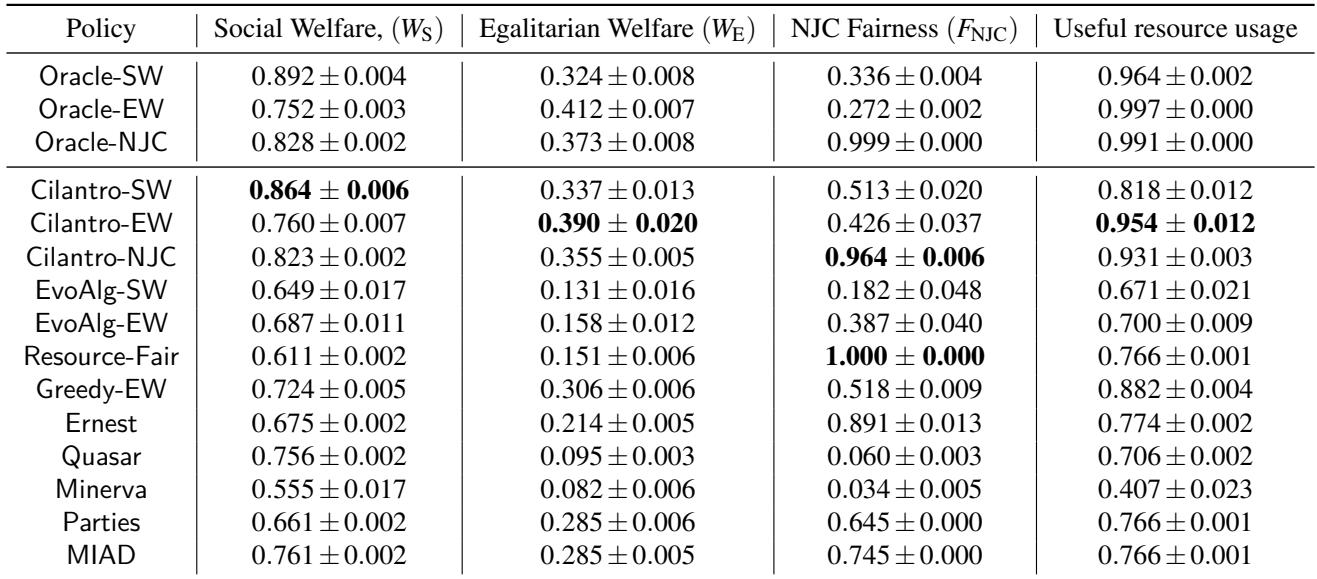 Policy Social Welfare, (W_S) Egalitarian Welfare (W_E) NJC Fairness (F_NJC) Useful resource usage
Oracle-SW 0.892 ± 0.004 0.324 ± 0.008 0.336 ± 0.004 0.964 ± 0.002
Oracle-EW 0.752 ± 0.003 0.412 ± 0.007 0.272 ± 0.002 0.997 ± 0.000
Oracle-NJC 0.828 ± 0.002 0.373 ± 0.008 0.999 ± 0.000 0.991 ± 0.000
Cilantro-SW 0.864 ± 0.006 0.337 ± 0.013 0.513 ± 0.020 0.818 ± 0.012
Cilantro-EW 0.760 ± 0.007 0.390 ± 0.020 0.426 ± 0.037 0.954 ± 0.012
Cilantro-NJC 0.823 ± 0.002 0.355 ± 0.005 0.964 ± 0.006 0.931 ± 0.003
EvoAlg-SW 0.649 ± 0.017 0.131 ± 0.016 0.182 ± 0.048 0.671 ± 0.021
EvoAlg-EW 0.687 ± 0.011 0.158 ± 0.012 0.387 ± 0.040 0.700 ± 0.009
Resource-Fair 0.611 ± 0.002 0.151 ± 0.006 1.000 ± 0.000 0.766 ± 0.001
Greedy-EW 0.724 ± 0.005 0.306 ± 0.006 0.518 ± 0.009 0.882 ± 0.004
Ernest 0.675 ± 0.002 0.214 ± 0.005 0.891 ± 0.013 0.774 ± 0.002
Quasar 0.756 ± 0.002 0.095 ± 0.003 0.060 ± 0.003 0.706 ± 0.002
Minerva 0.555 ± 0.017 0.082 ± 0.006 0.034 ± 0.005 0.407 ± 0.023
Parties 0.661 ± 0.002 0.285 ± 0.006 0.645 ± 0.000 0.766 ± 0.001
MIAD 0.761 ± 0.002 0.285 ± 0.005 0.745 ± 0.000 0.766 ± 0.001